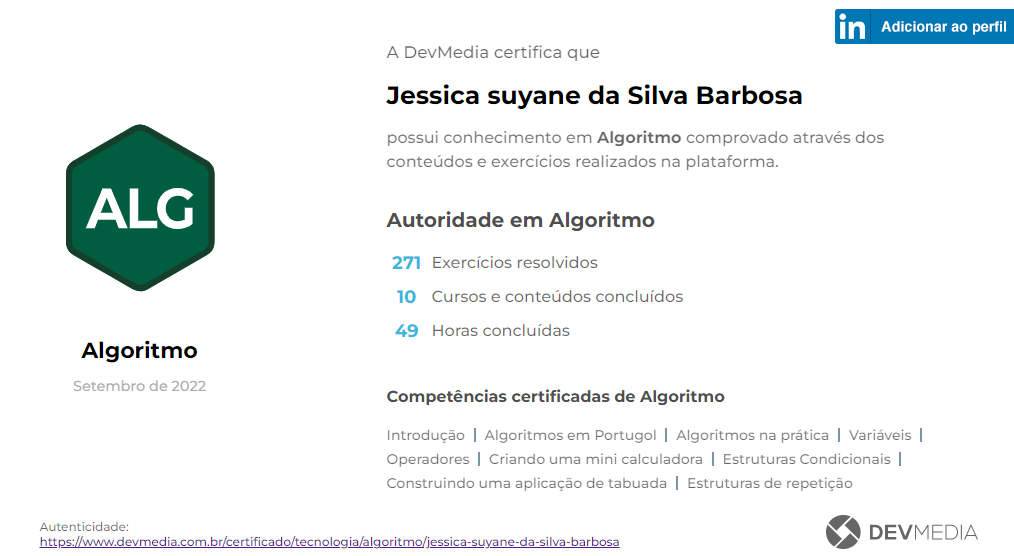 in Adicionar ao perfil
A DevMedia certifica que
Jessica suyane da Silva Barbosa
possui conhecimento em Algoritmo comprovado através dos
conteúdos e exercícios realizados na plataforma.
ALG
Algoritmo
Setembro de 2022
Autoridade em Algoritmo
271 Exercícios resolvidos
10 Cursos e conteúdos concluídos
49 Horas concluídas
Competências certificadas de Algoritmo
Introdução | Algoritmos em Portugol | Algoritmos na prática | Variáveis |
Operadores | Criando uma mini calculadora | Estruturas Condicionais |
Construindo uma aplicação de tabuada | Estruturas de repetição
Autenticidade:
https://www.devmedia.com.br/certificado/tecnologia/algoritmo/jessica-suyane-da-silva-barbosa
DEVMEDIA